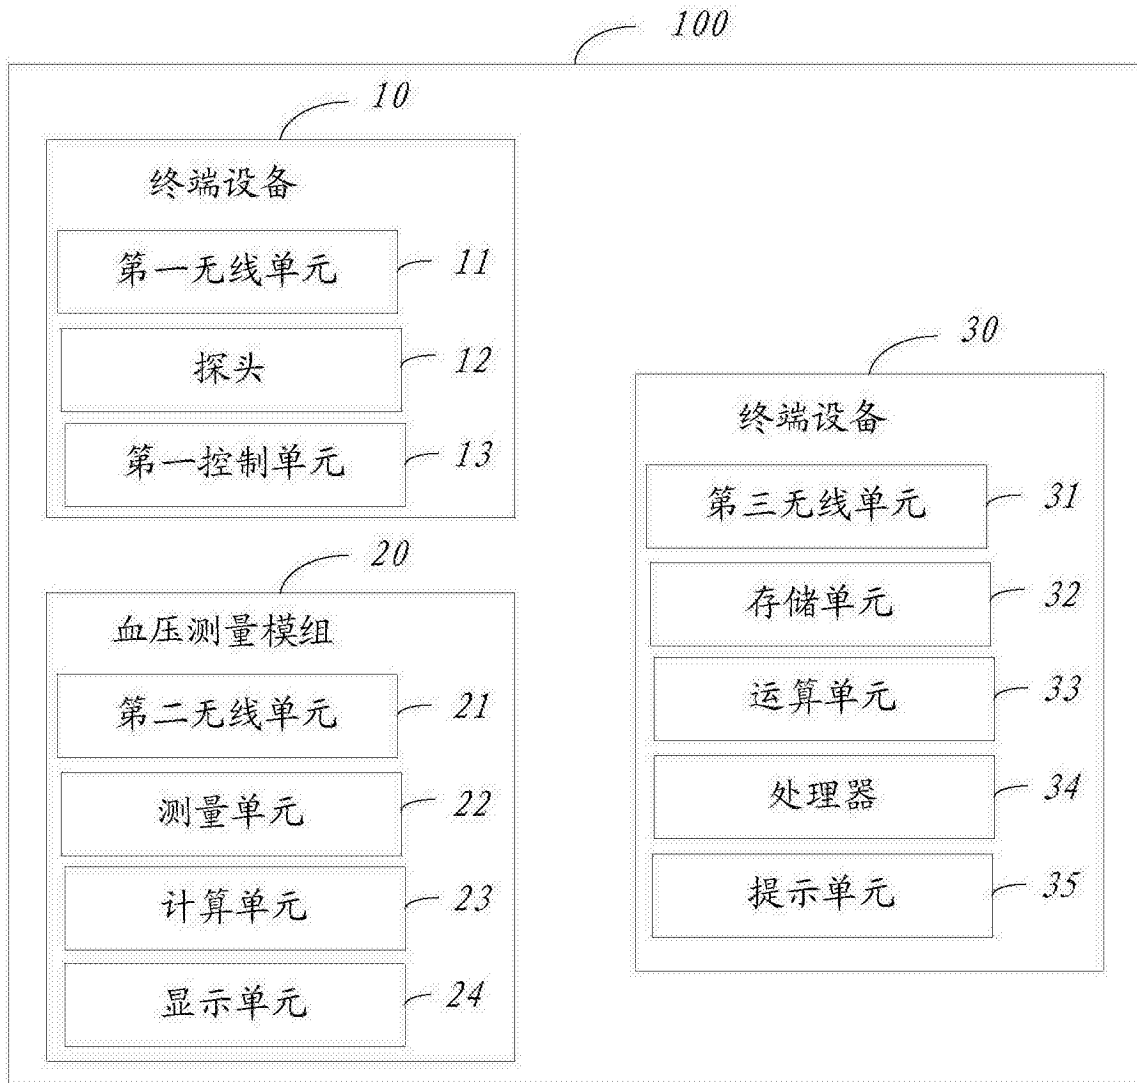 100
10
终端设备
第一无线单元 11
探头 12
第一控制单元 13
20
血压测量模组
第二无线单元 21
测量单元 22
计算单元 23
显示单元 24
30
终端设备
第三无线单元 31
存储单元 32
运算单元 33
处理器 34
提示单元 35